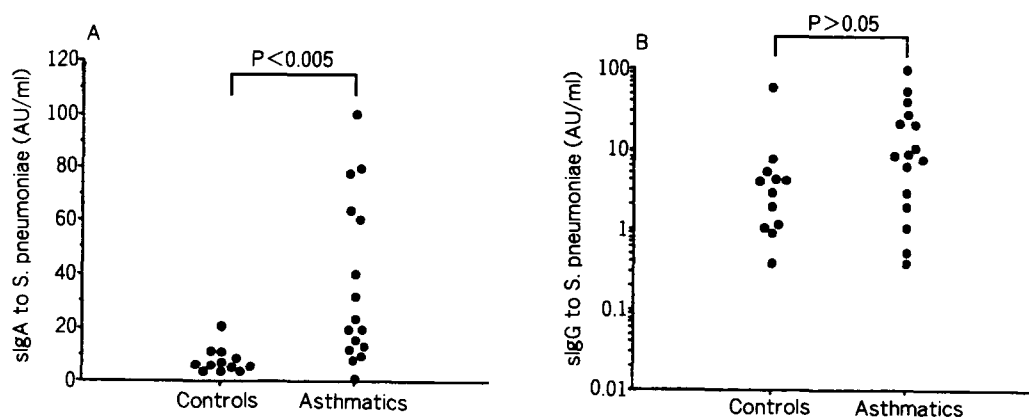 A
P<0.005
120
100
80
60
40
20
0
sIgA to S. pneumoniae (AU/ml)
Controls Asthmatics
B
P>0.05
100
10
1
0.1
0.01
sIgG to S. pneumoniae (AU/ml)
Controls Asthmatics